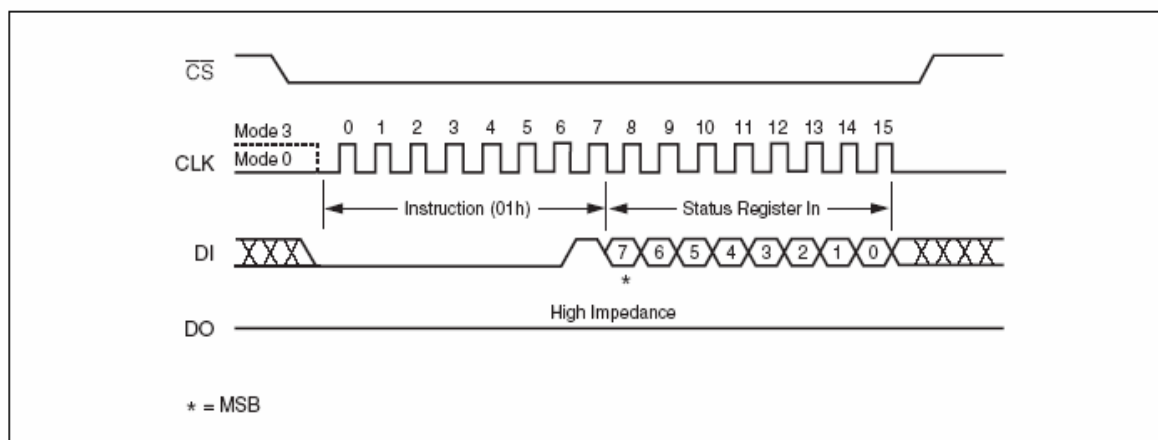 CS
Mode 3 0 1 2 3 4 5 6 7 8 9 10 11 12 13 14 15
CLK Mode 0
Instruction (01h) Status Register In
DI 7 6 5 4 3 2 1 0
*
High Impedance
DO
* = MSB